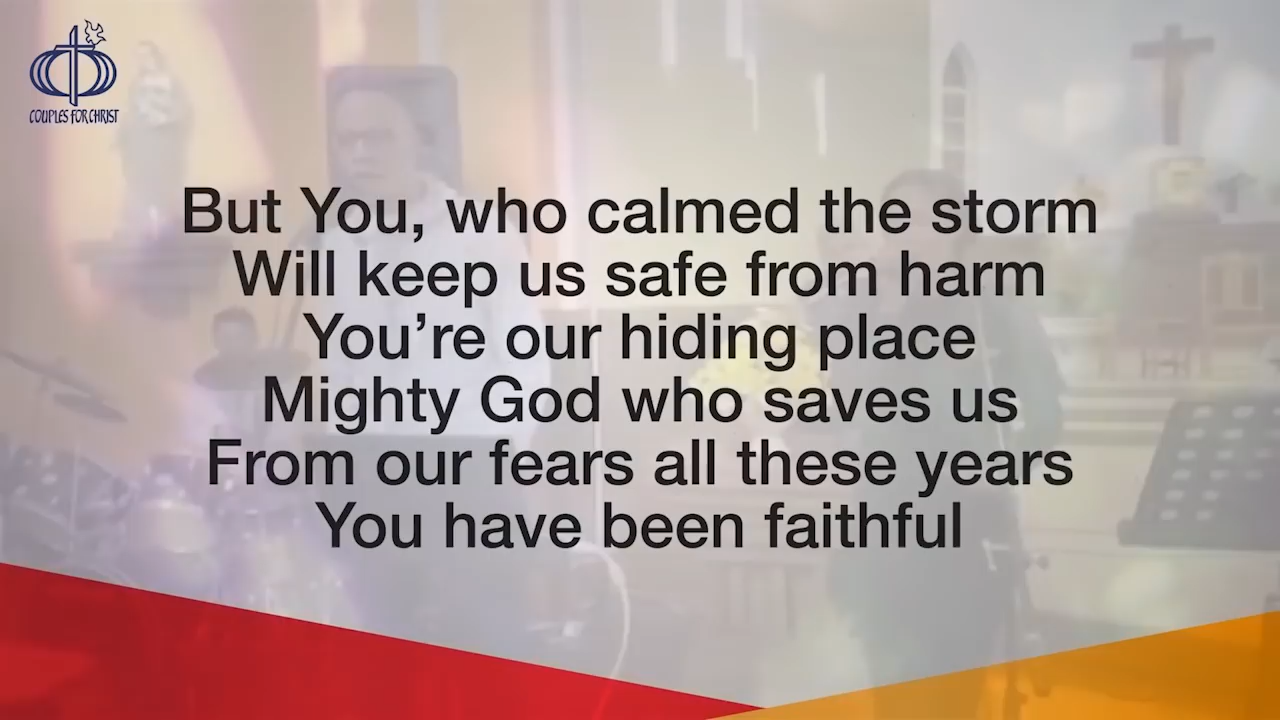 COUPLES FOR CHRIST
But You, who calmed the storm
Will keep us safe from harm
You’re our hiding place
Mighty God who saves us
From our fears all these years
You have been faithful